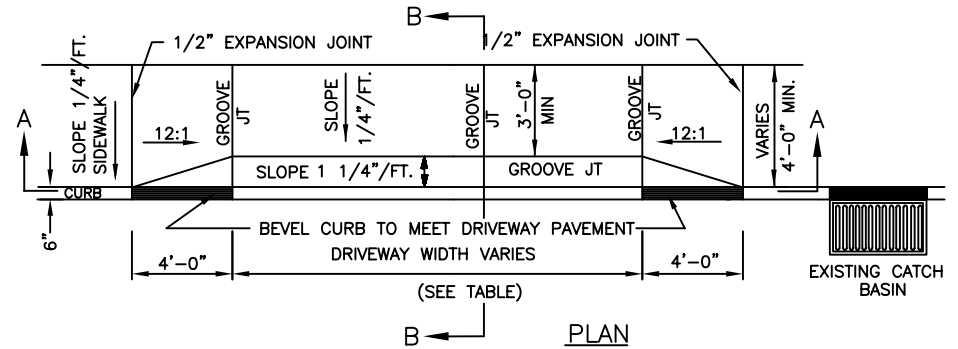 B
1/2" EXPANSION JOINT
1/2" EXPANSION JOINT
SLOPE 1/4"/FT.
SIDEWALK
GROOVE
JT
SLOPE
1/4"/FT.
GROOVE
JT
3'-0"
MIN
GROOVE
JT
VARIES
4'-0" MIN.
A
12:1
12:1
A
SLOPE 1 1/4"/FT.
GROOVE JT
CURB
6"
BEVEL CURB TO MEET DRIVEWAY PAVEMENT
DRIVEWAY WIDTH VARIES
4'-0"
4'-0"
(SEE TABLE)
EXISTING CATCH
BASIN
B
PLAN